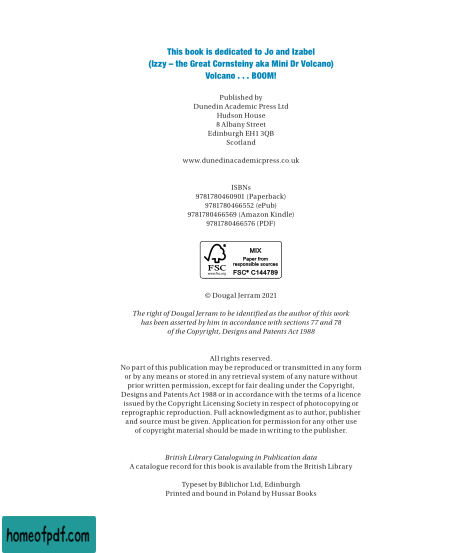 This book is dedicated to Jo and Izabel
(Izzy – the Great Cornsteiny aka Mini Dr Volcano)
Volcano . . . BOOM!
Published by
Dunedin Academic Press Ltd
Hudson House
8 Albany Street
Edinburgh EH1 3QB
Scotland
www.dunedinacademicpress.co.uk
ISBNs
9781780460901 (Paperback)
9781780466552 (ePub)
9781780466569 (Amazon Kindle)
9781780466576 (PDF)
MIX
Paper from
responsible sources
FSC
www.fsc.org
FSC® C144789
© Dougal Jerram 2021
The right of Dougal Jerram to be identified as the author of this work
has been asserted by him in accordance with sections 77 and 78
of the Copyright, Designs and Patents Act 1988
All rights reserved.
No part of this publication may be reproduced or transmitted in any form
or by any means or stored in any retrieval system of any nature without
prior written permission, except for fair dealing under the Copyright,
Designs and Patents Act 1988 or in accordance with the terms of a licence
issued by the Copyright Licensing Society in respect of photocopying or
reprographic reproduction. Full acknowledgment as to author, publisher
and source must be given. Application for permission for any other use
of copyright material should be made in writing to the publisher.
British Library Cataloguing in Publication data
A catalogue record for this book is available from the British Library
Typeset by Biblichor Ltd, Edinburgh
Printed and bound in Poland by Hussar Books
homeofpdf.com